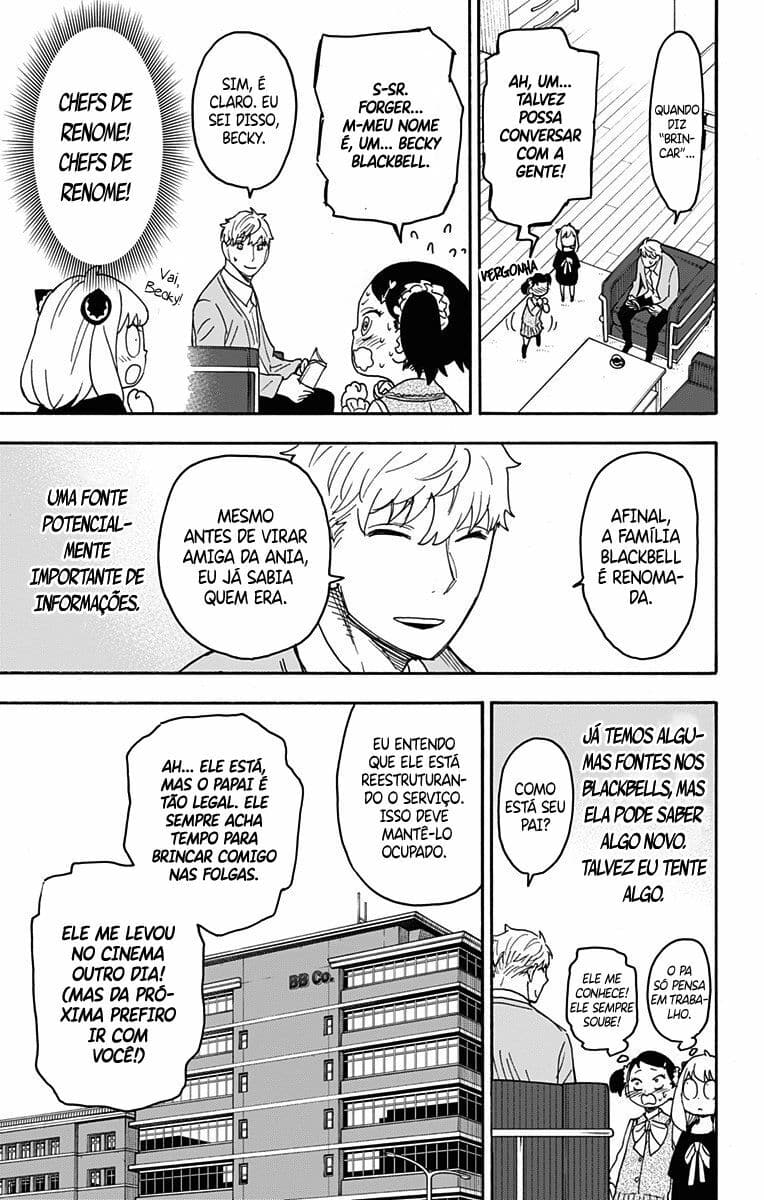 QUANDO
DIZ
"BRIN-
CAR"...
AH, UM...
TALVEZ
POSSA
CONVERSAR
COM A
GENTE!
VERGONHA
S-SR.
FORGER...
M-MEU NOME
É, UM... BECKY
BLACKBELL.
SIM, É
CLARO. EU
SEI DISSO,
BECKY.
CHEFS DE
RENOME!
CHEFS DE
RENOME!
Vai,
Becky!
AFINAL,
A FAMÍLIA
BLACKBELL
É RENOMA-
DA.
MESMO
ANTES DE VIRAR
AMIGA DA ANIA,
EU JÁ SABIA
QUEM ERA.
UMA FONTE
POTENCIAL-
MENTE
IMPORTANTE DE
INFORMAÇÕES.
JÁ TEMOS ALGU-
MAS FONTES NOS
BLACKBELLS, MAS
ELA PODE SABER
ALGO NOVO.
TALVEZ EU TENTE
ALGO.
COMO
ESTÁ SEU
PAI?
O PA
SÓ PENSA
EM TRABA-
LHO.
ELE ME
CONHECE!
ELE SEMPRE
SOUBE!
EU ENTENDO
QUE ELE ESTÁ
REESTRUTURAN-
DO O SERVIÇO.
ISSO DEVE
MANTÊ-LO
OCUPADO.
AH... ELE ESTÁ,
MAS O PAPAI É
TÃO LEGAL. ELE
SEMPRE ACHA
TEMPO PARA
BRINCAR COMIGO
NAS FOLGAS.
ELE ME LEVOU
NO CINEMA
OUTRO DIA!
(MAS DA PRÓ-
XIMA PREFIRO
IR COM
VOCÊ!)
BB Co.